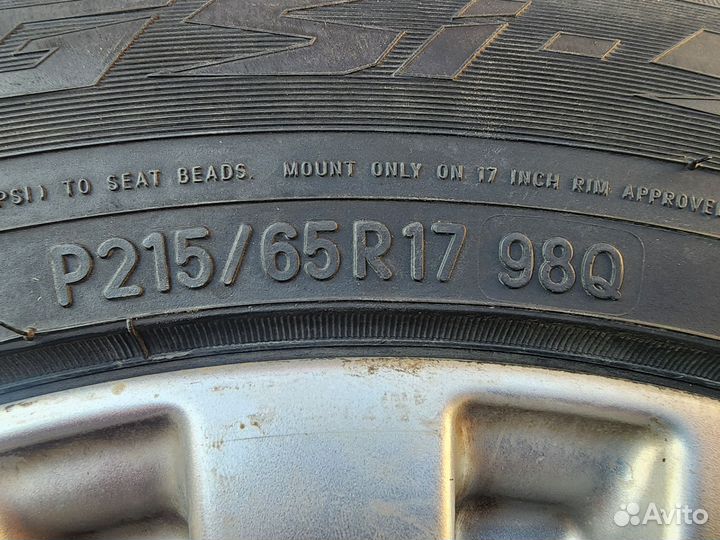 PSI) TO SEAT BEADS. MOUNT ONLY ON 17 INCH RIM APPROVED
P215/65R17 98Q
Avito